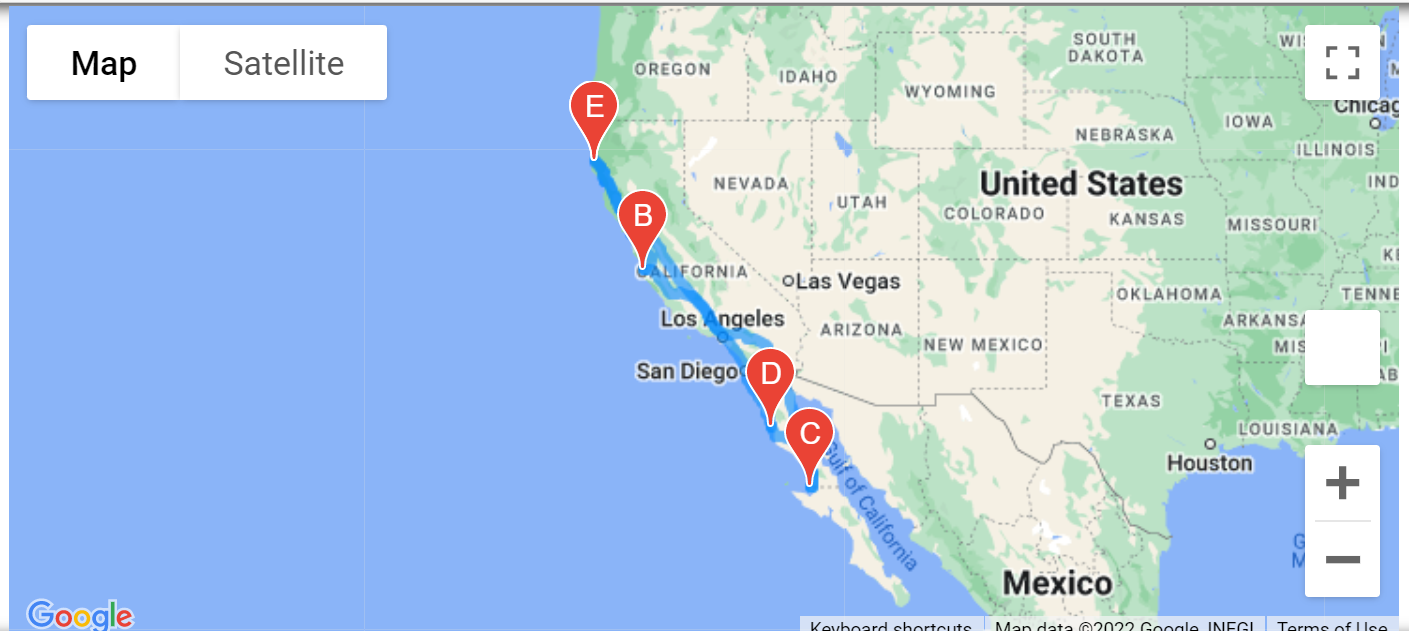 Map
Satellite
SOUTH
DAKOTA
OREGON
IDAHO
WYOMING
E
Chicag
IOWA
NEBRASKA
ILLINOIS
United States
NEVADA
IND
UTAH
COLORADO
KANSAS
MISSOURI
B
CALIFORNIA
Las Vegas
OKLAHOMA
TENNE
Los Angeles
ARIZONA
ARKANSA
NEW MEXICO
MIS
San Diego
D
TEXAS
LOUISIANA
C
Houston
Gulf of California
Mexico
Google
Keyboard shortcuts
Map data ©2022 Google, INEGI
Terms of Use